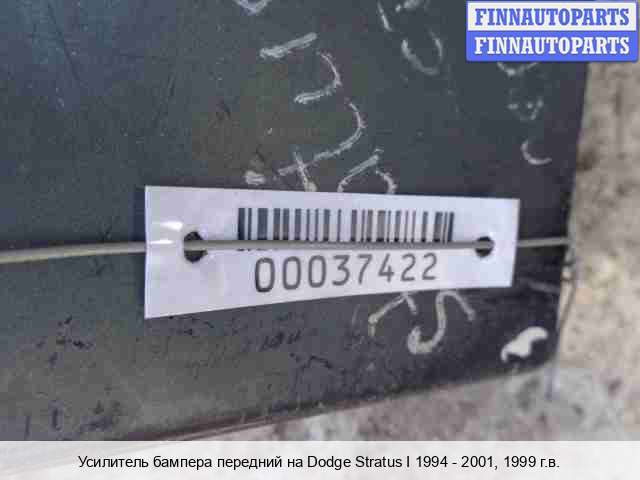 FINNAUTOPARTS
FINNAUTOPARTS
00037422
Усилитель бампера передний на Dodge Stratus I 1994 - 2001, 1999 г.в.